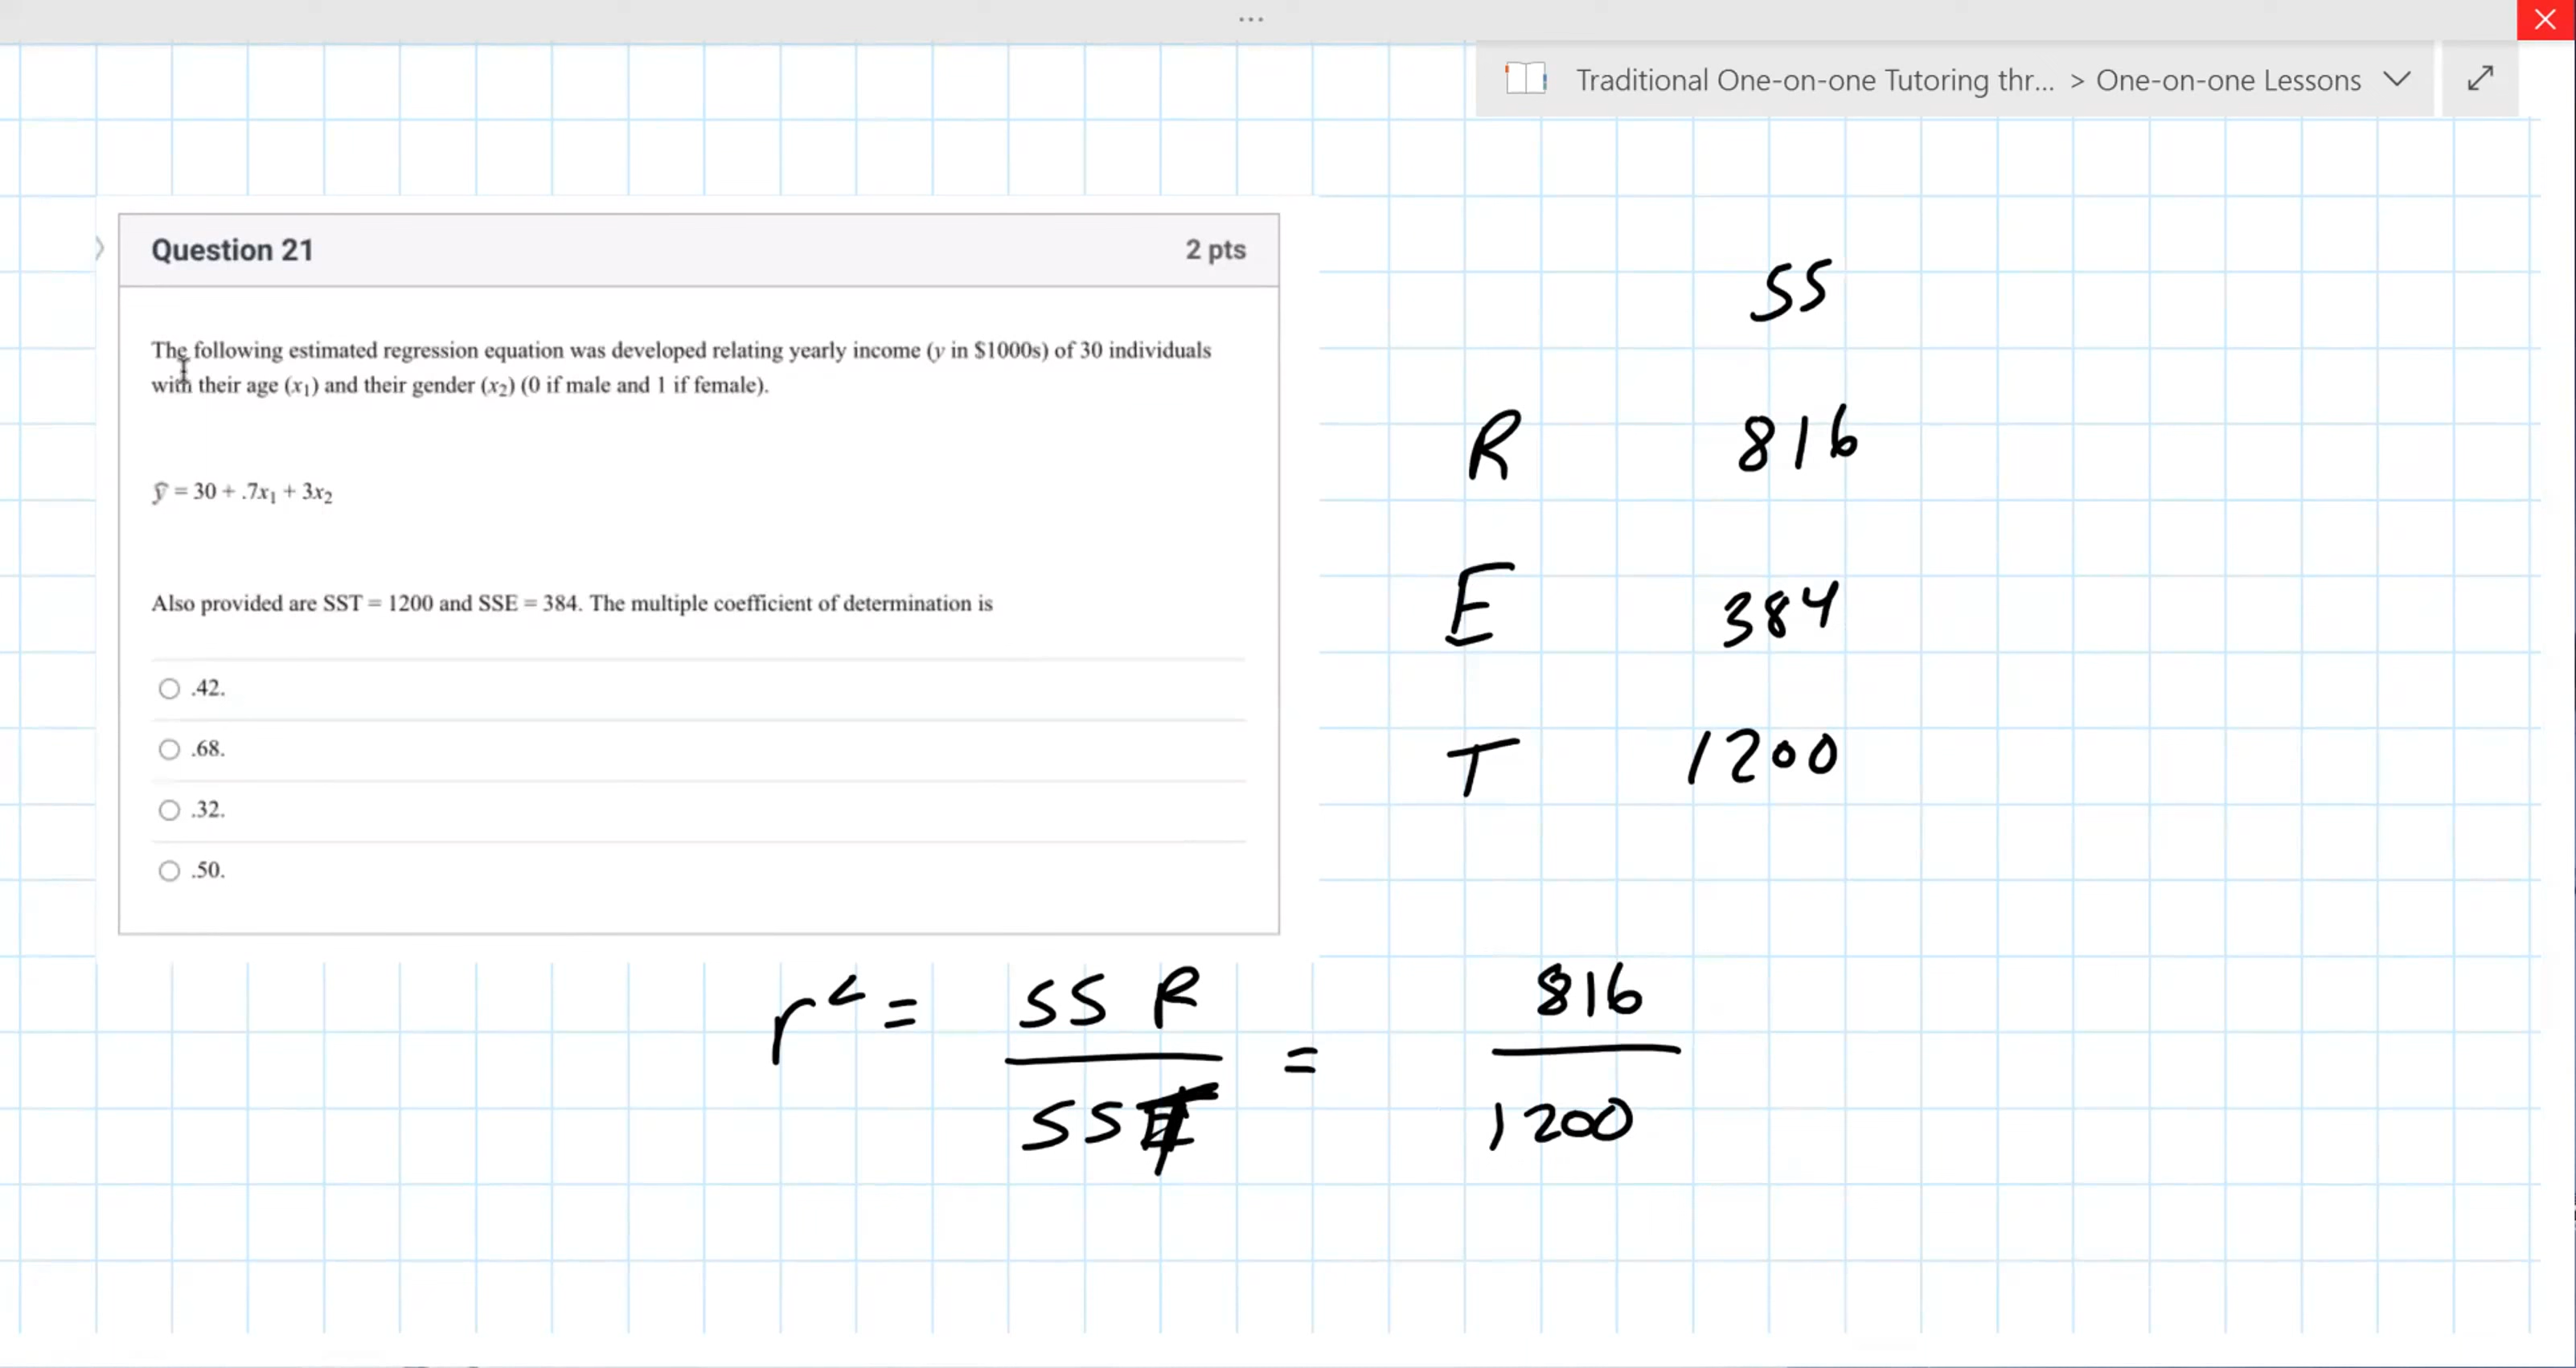 ...
Traditional One-on-one Tutoring thr... > One-on-one Lessons
Question 21 2 pts
The following estimated regression equation was developed relating yearly income (y in $1000s) of 30 individuals
with their age (x₁) and their gender (x₂) (0 if male and 1 if female).
ŷ = 30 + .7x₁ + 3x₂
Also provided are SST = 1200 and SSE = 384. The multiple coefficient of determination is
.42.
.68.
.32.
.50.
SS
R 816
E 384
T 1200
r² = SSR / SST = 816 / 1200